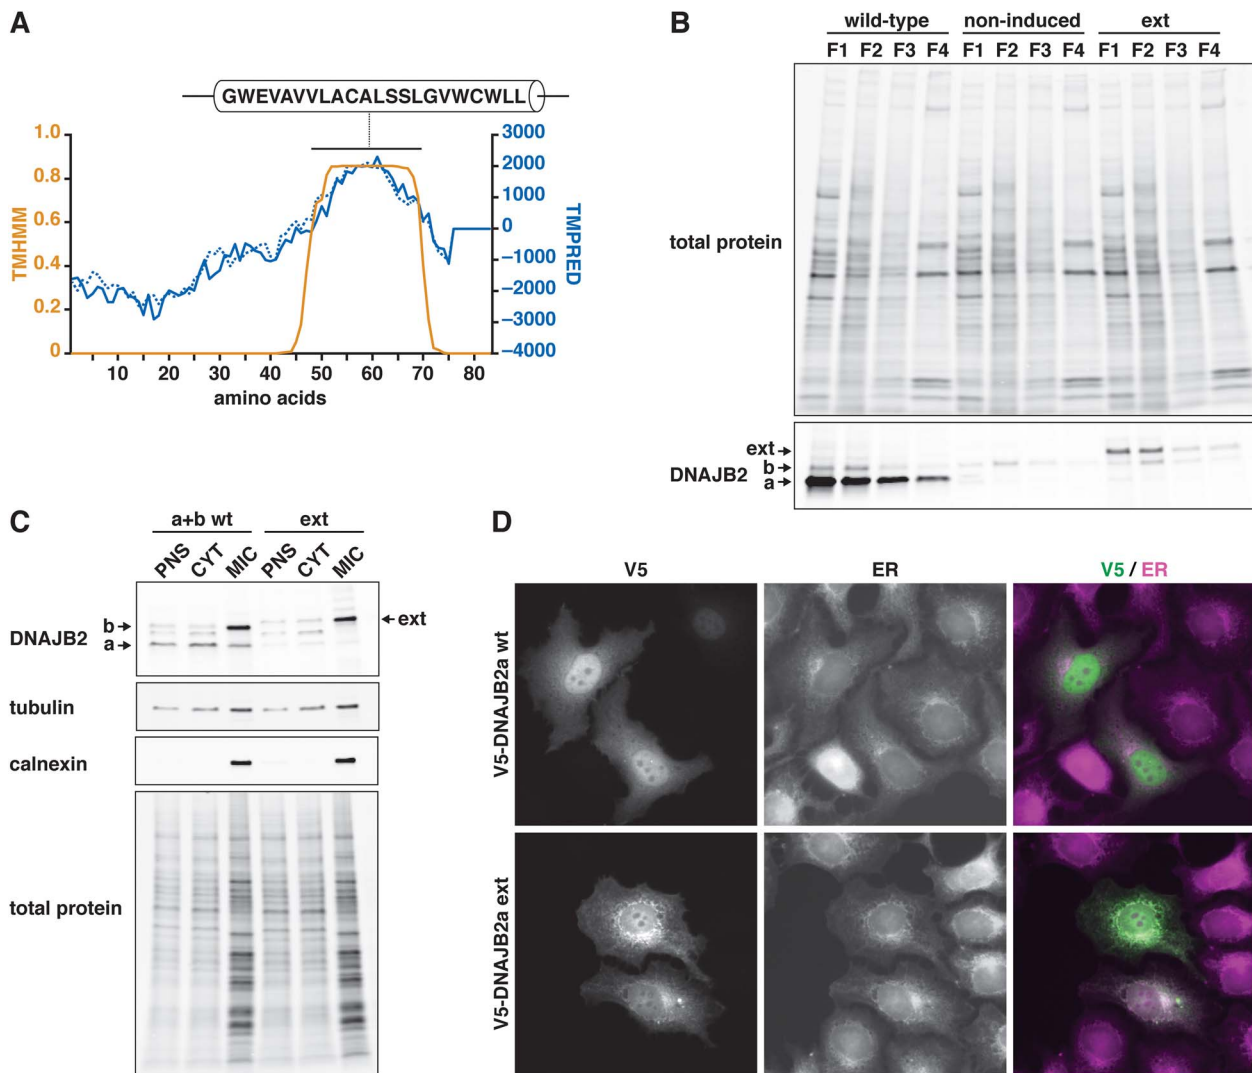 A
GWEVAVVLACALSSLGVWCWLL
1.0
0.8
0.6
0.4
0.2
0
TMHMM
3000
2000
1000
0
–1000
–2000
–3000
–4000
TMPRED
10 20 30 40 50 60 70 80
amino acids
B
wild-type non-induced ext
F1 F2 F3 F4 F1 F2 F3 F4 F1 F2 F3 F4
total protein
ext
b
a
DNAJB2
C
a+b wt ext
PNS CYT MIC PNS CYT MIC
b
a
DNAJB2
ext
tubulin
calnexin
total protein
D
V5 ER V5 / ER
V5-DNAJB2a wt
V5-DNAJB2a ext